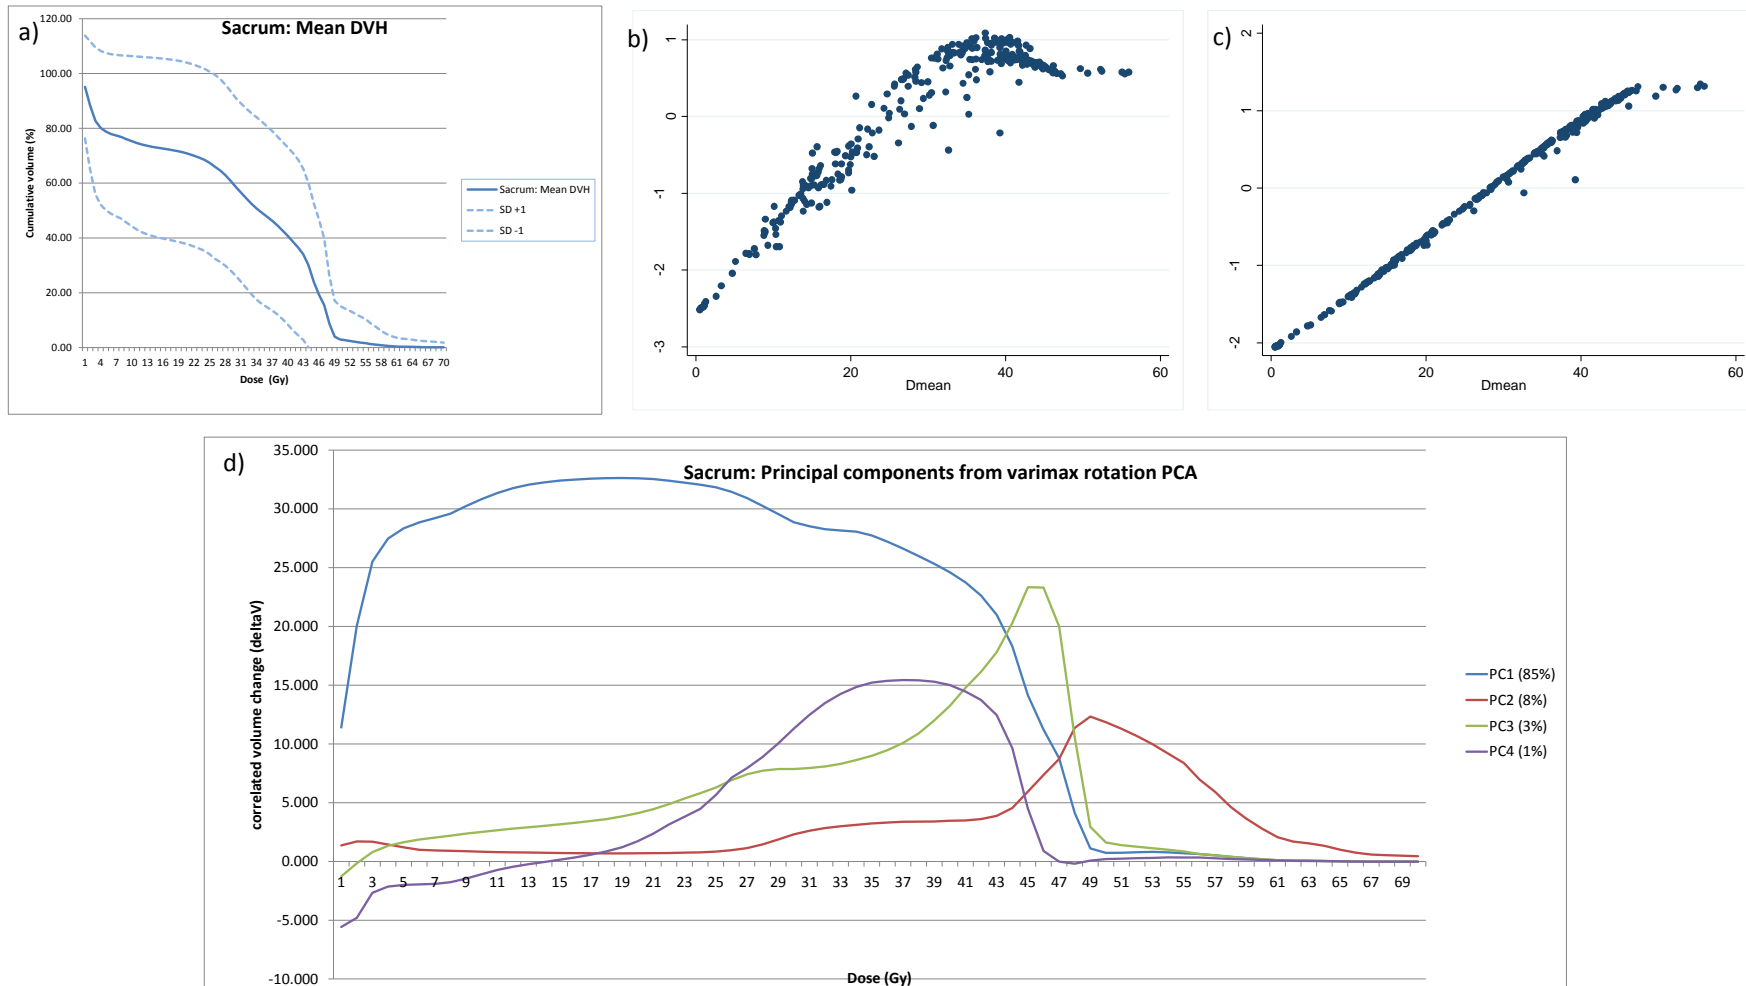 a)
Sacrum: Mean DVH
120.00
100.00
80.00
60.00
40.00
20.00
0.00
Cumulative volume (%)
1 4 7 10 13 16 19 22 25 28 31 34 37 40 43 46 49 52 55 58 61 64 67 70
Dose (Gy)
Sacrum: Mean DVH
SD +1
SD -1
b)
1
0
-1
-2
-3
0 20 40 60
Dmean
c)
2
1
0
-1
-2
0 20 40 60
Dmean
d)
Sacrum: Principal components from varimax rotation PCA
35.000
30.000
25.000
20.000
15.000
10.000
5.000
0.000
-5.000
-10.000
correlated volume change (deltaV)
1 3 5 7 9 11 13 15 17 19 21 23 25 27 29 31 33 35 37 39 41 43 45 47 49 51 53 55 57 59 61 63 65 67 69
Dose (Gy)
PC1 (85%)
PC2 (8%)
PC3 (3%)
PC4 (1%)